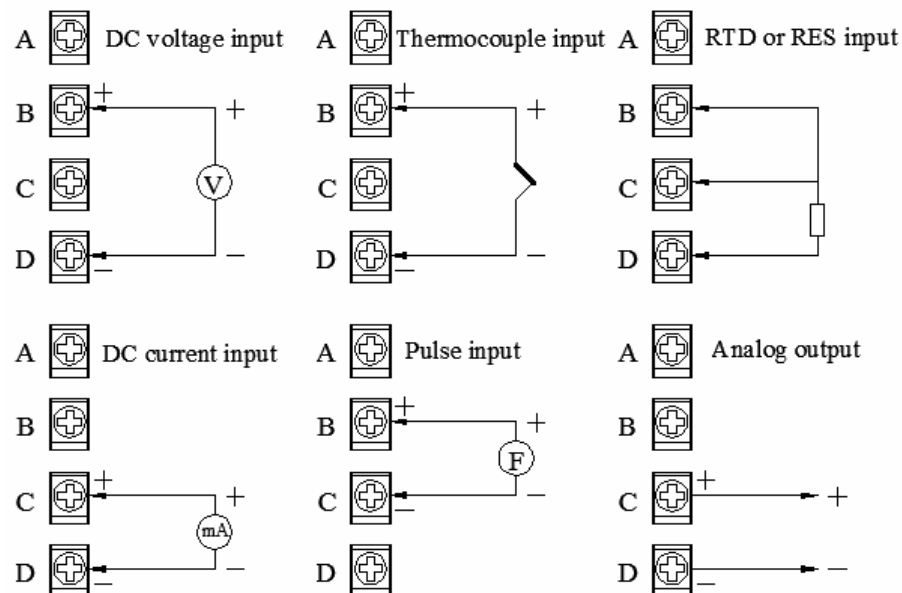 A DC voltage input
B + +
C V
D − −
A Thermocouple input
B + +
C
D − −
A RTD or RES input
B
C
D
A DC current input
B
C + +
mA
D − −
A Pulse input
B + +
F
C − −
D
A Analog output
B
C + +
D − −